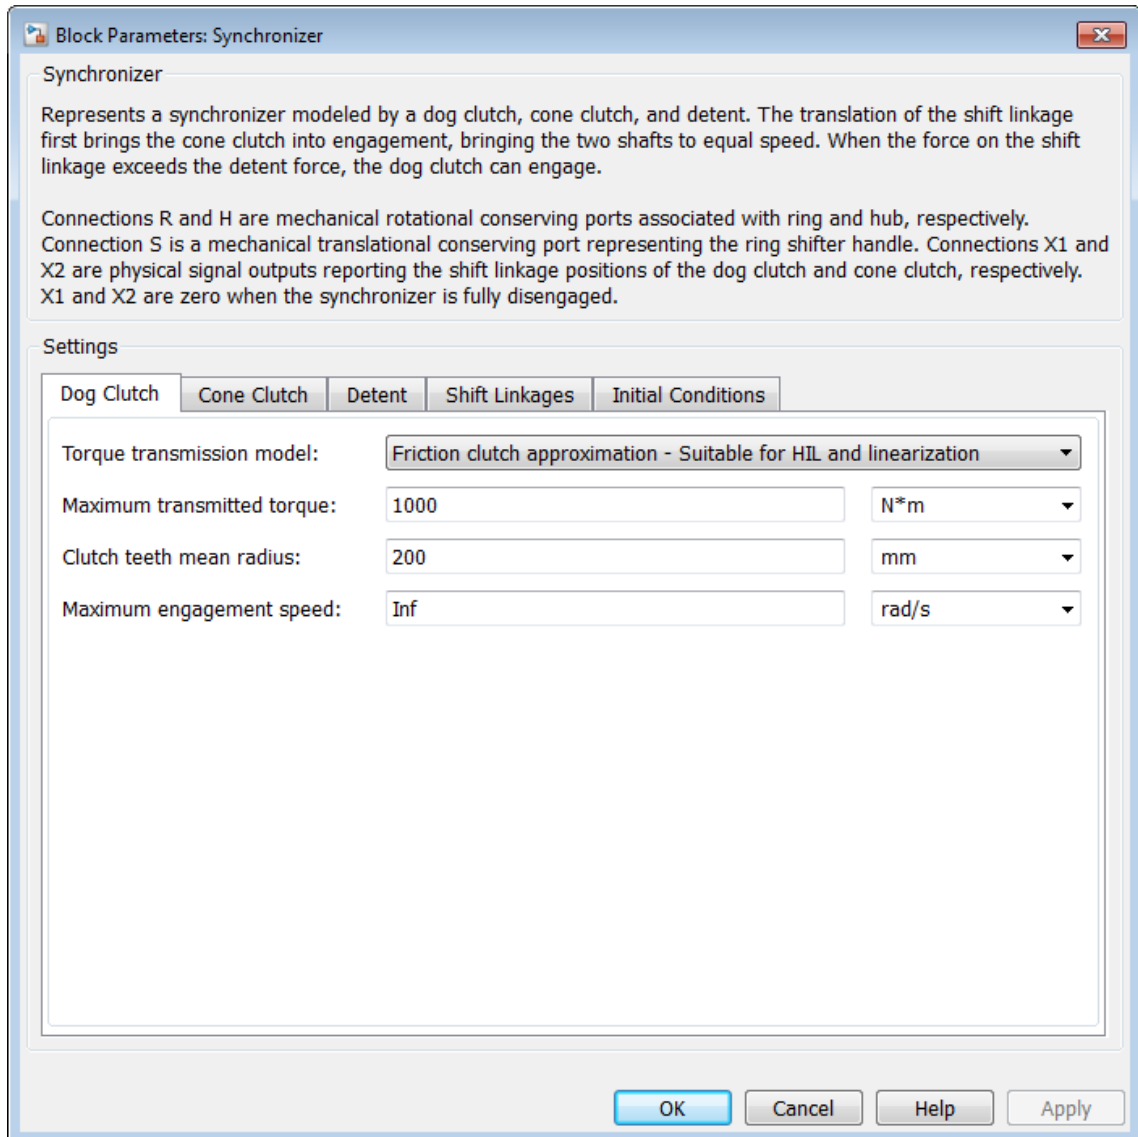 Block Parameters: Synchronizer
Synchronizer
Represents a synchronizer modeled by a dog clutch, cone clutch, and detent. The translation of the shift linkage
first brings the cone clutch into engagement, bringing the two shafts to equal speed. When the force on the shift
linkage exceeds the detent force, the dog clutch can engage.
Connections R and H are mechanical rotational conserving ports associated with ring and hub, respectively.
Connection S is a mechanical translational conserving port representing the ring shifter handle. Connections X1 and
X2 are physical signal outputs reporting the shift linkage positions of the dog clutch and cone clutch, respectively.
X1 and X2 are zero when the synchronizer is fully disengaged.
Settings
Dog Clutch Cone Clutch Detent Shift Linkages Initial Conditions
Torque transmission model: Friction clutch approximation - Suitable for HIL and linearization
Maximum transmitted torque: 1000 N*m
Clutch teeth mean radius: 200 mm
Maximum engagement speed: Inf rad/s
OK Cancel Help Apply